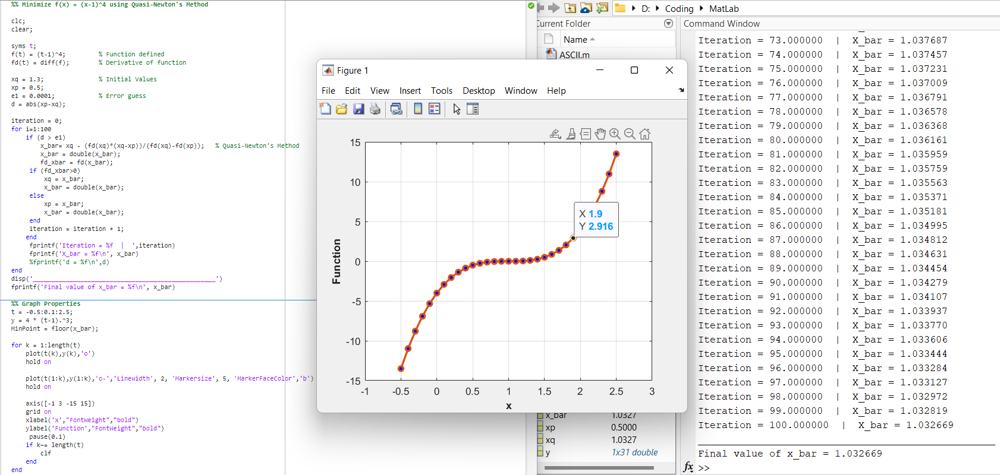 %% Minimize f(x) = (x-1)^4 using Quasi-Newton's Method
clc;
clear;
syms t;
f(t) = (t-1)^4; % Function defined
fd(t) = diff(f); % Derivative of function
xq = 1.3; % Initial Values
xp = 0.5;
e1 = 0.0001; % Error guess
d = abs(xp-xq);
iteration = 0;
for i=1:100
if (d > e1)
x_bar= xq - (fd(xq)*(xq-xp))/(fd(xq)-fd(xp)); % Quasi-Newton's Method
x_bar = double(x_bar);
fd_xbar = fd(x_bar);
if (fd_xbar>0)
xq = x_bar;
x_bar = double(x_bar);
else
xp = x_bar;
x_bar = double(x_bar);
end
iteration = iteration + 1;
end
fprintf('Iteration = %f | ',iteration)
fprintf('X_bar = %f\n', x_bar)
%fprintf('d = %f\n',d)
end
disp('__________________________________________________')
fprintf('Final value of x_bar = %f\n', x_bar)
%% Graph Properties
t = -0.5:0.1:2.5;
y = 4 * (t-1).^3;
MinPoint = floor(x_bar);
for k = 1:length(t)
plot(t(k),y(k),'o')
hold on
plot(t(1:k),y(1:k),'o-','Linewidth', 2, 'Markersize', 5, 'MarkerFaceColor','b')
hold on
axis([-1 3 -15 15])
grid on
xlabel('x',"FontWeight","bold")
ylabel('Function',"FontWeight","bold")
pause(0.1)
if k~= length(t)
clf
end
end
D: Coding MatLab
Current Folder
Name
ASCII.m
Figure 1
File Edit View Insert Tools Desktop Window Help
15
10
5
0
-5
-10
-15
-1 -0.5 0 0.5 1 1.5 2 2.5 3
Function
x
X 1.9
Y 2.916
x_bar 1.0327
xp 0.5000
xq 1.0327
y 1x31 double
Command Window
Iteration = 73.000000 | X_bar = 1.037687
Iteration = 74.000000 | X_bar = 1.037457
Iteration = 75.000000 | X_bar = 1.037231
Iteration = 76.000000 | X_bar = 1.037009
Iteration = 77.000000 | X_bar = 1.036791
Iteration = 78.000000 | X_bar = 1.036578
Iteration = 79.000000 | X_bar = 1.036368
Iteration = 80.000000 | X_bar = 1.036161
Iteration = 81.000000 | X_bar = 1.035959
Iteration = 82.000000 | X_bar = 1.035759
Iteration = 83.000000 | X_bar = 1.035563
Iteration = 84.000000 | X_bar = 1.035371
Iteration = 85.000000 | X_bar = 1.035181
Iteration = 86.000000 | X_bar = 1.034995
Iteration = 87.000000 | X_bar = 1.034812
Iteration = 88.000000 | X_bar = 1.034631
Iteration = 89.000000 | X_bar = 1.034454
Iteration = 90.000000 | X_bar = 1.034279
Iteration = 91.000000 | X_bar = 1.034107
Iteration = 92.000000 | X_bar = 1.033937
Iteration = 93.000000 | X_bar = 1.033770
Iteration = 94.000000 | X_bar = 1.033606
Iteration = 95.000000 | X_bar = 1.033444
Iteration = 96.000000 | X_bar = 1.033284
Iteration = 97.000000 | X_bar = 1.033127
Iteration = 98.000000 | X_bar = 1.032972
Iteration = 99.000000 | X_bar = 1.032819
Iteration = 100.000000 | X_bar = 1.032669
__________________________________________________
Final value of x_bar = 1.032669
fx >>